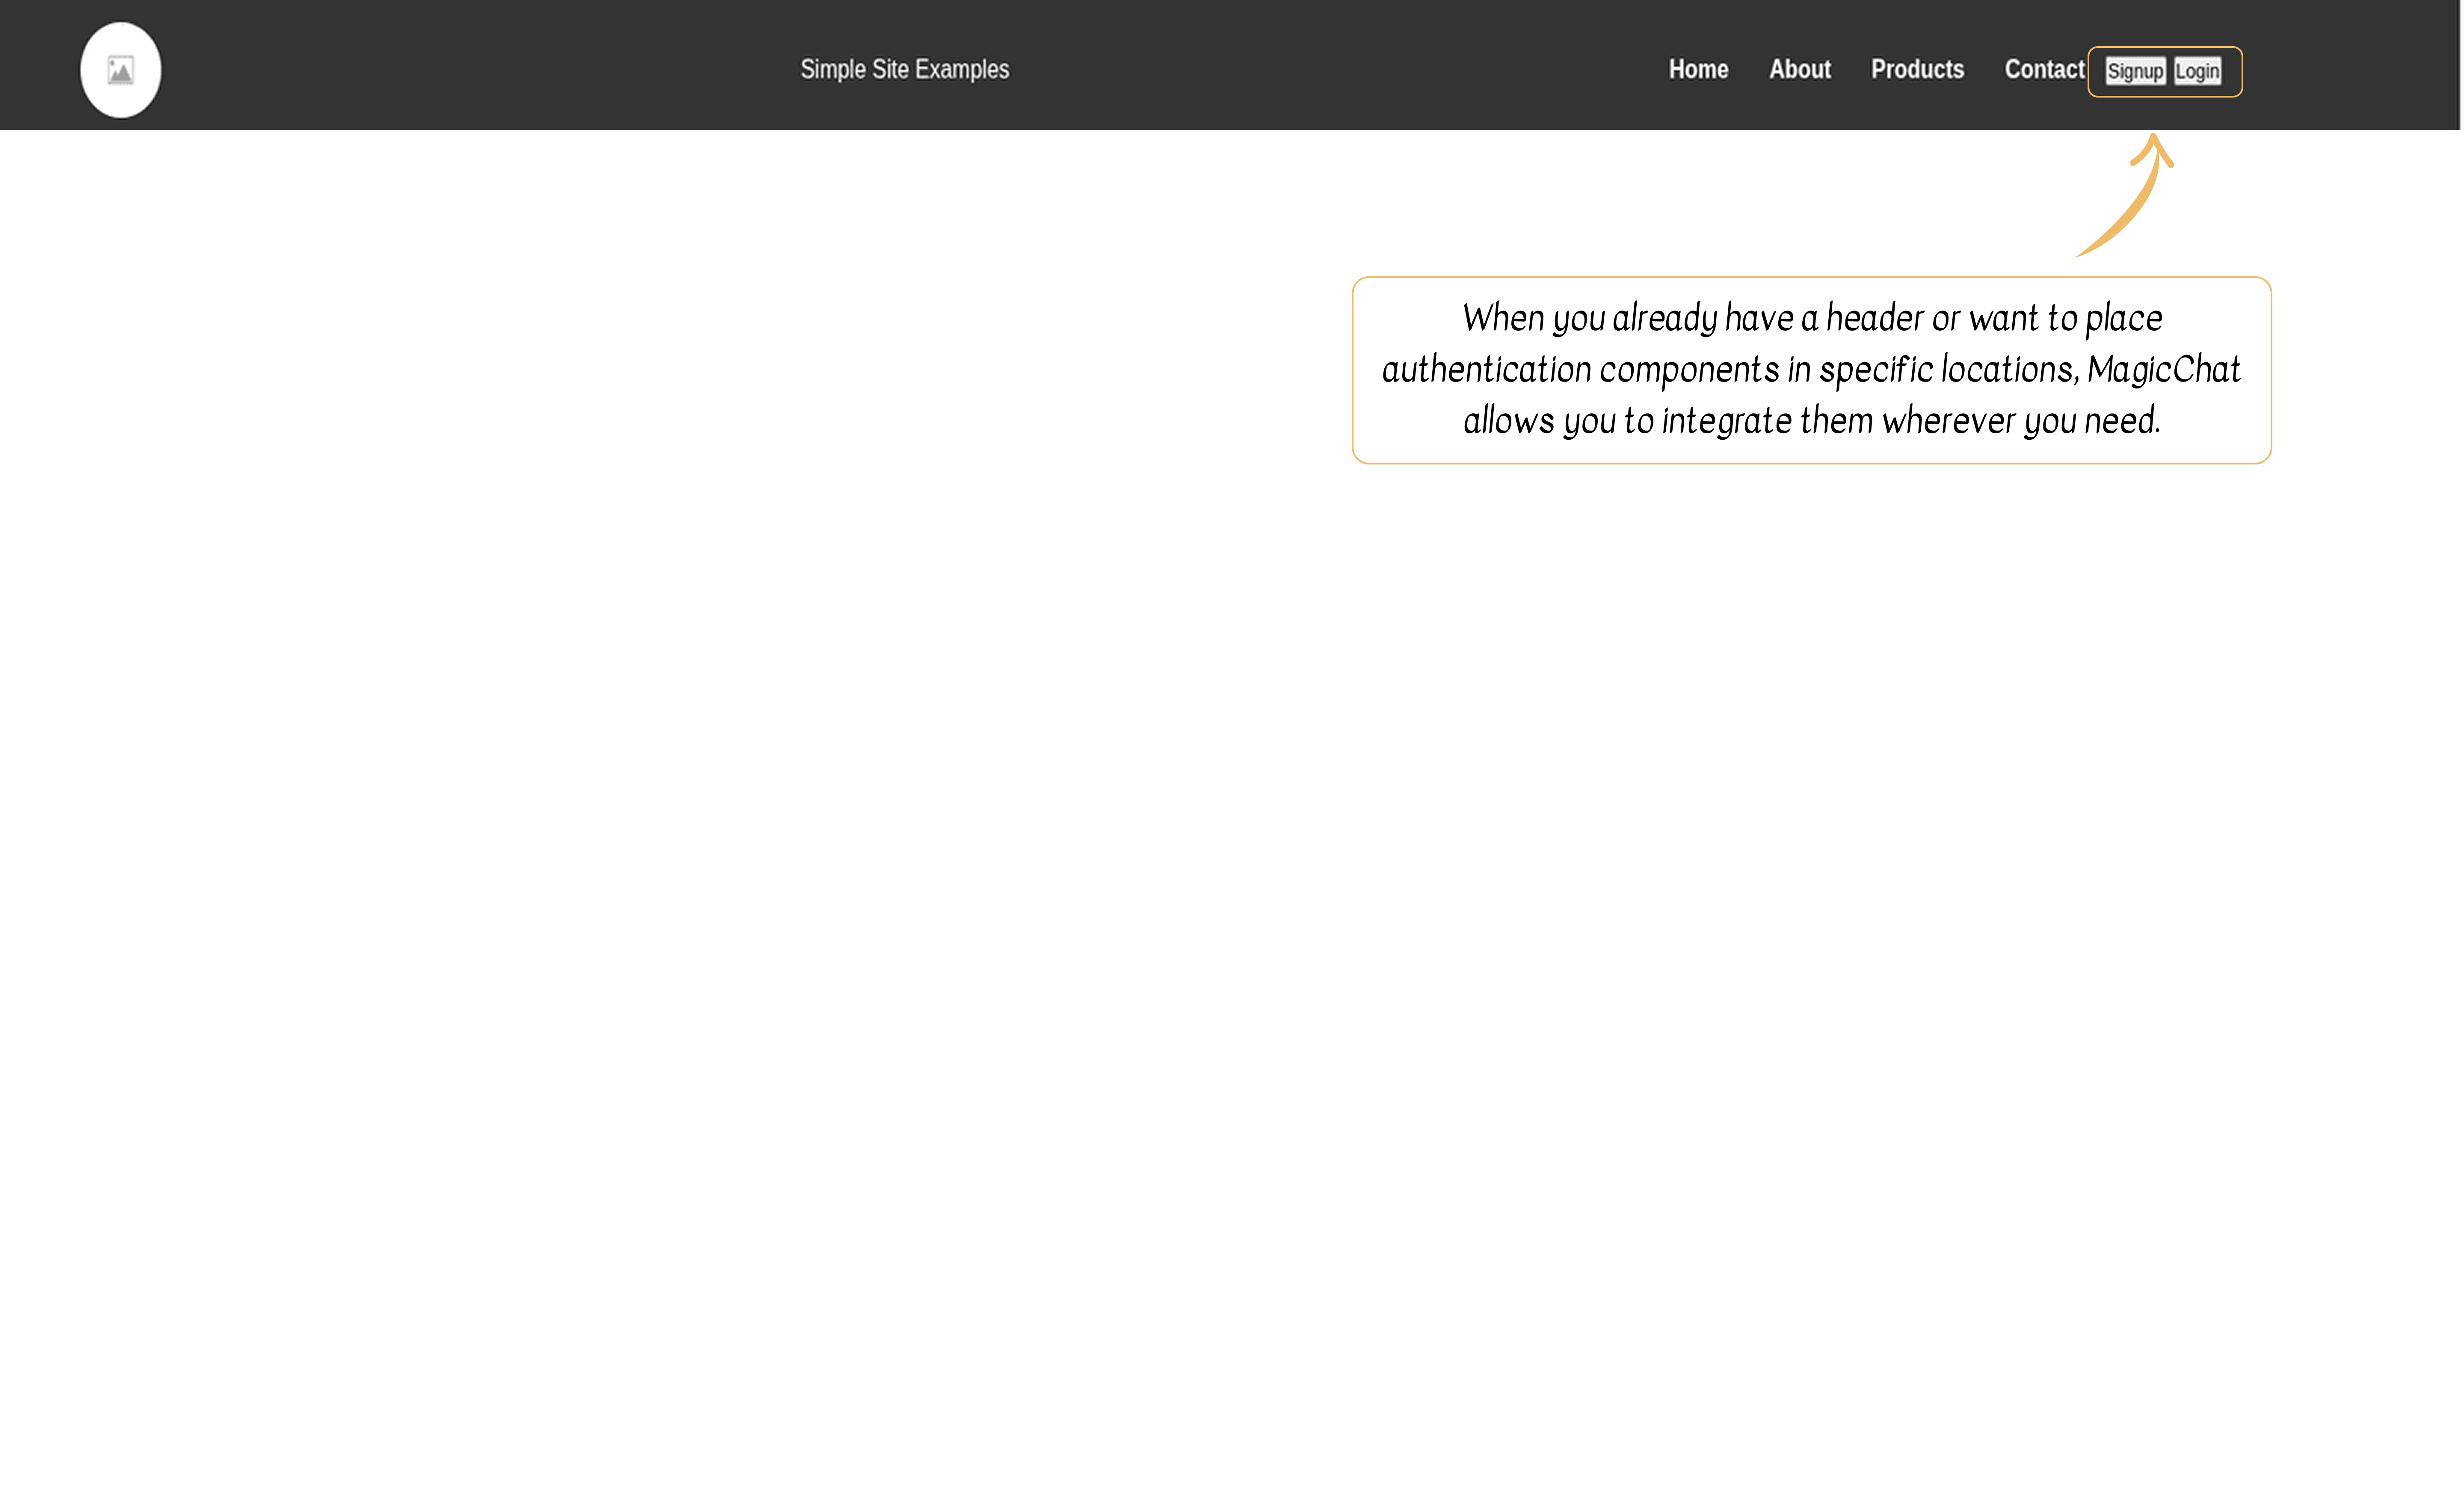 Simple Site Examples
Home About Products Contact Signup Login
When you already have a header or want to place
authentication components in specific locations, MagicChat
allows you to integrate them wherever you need.